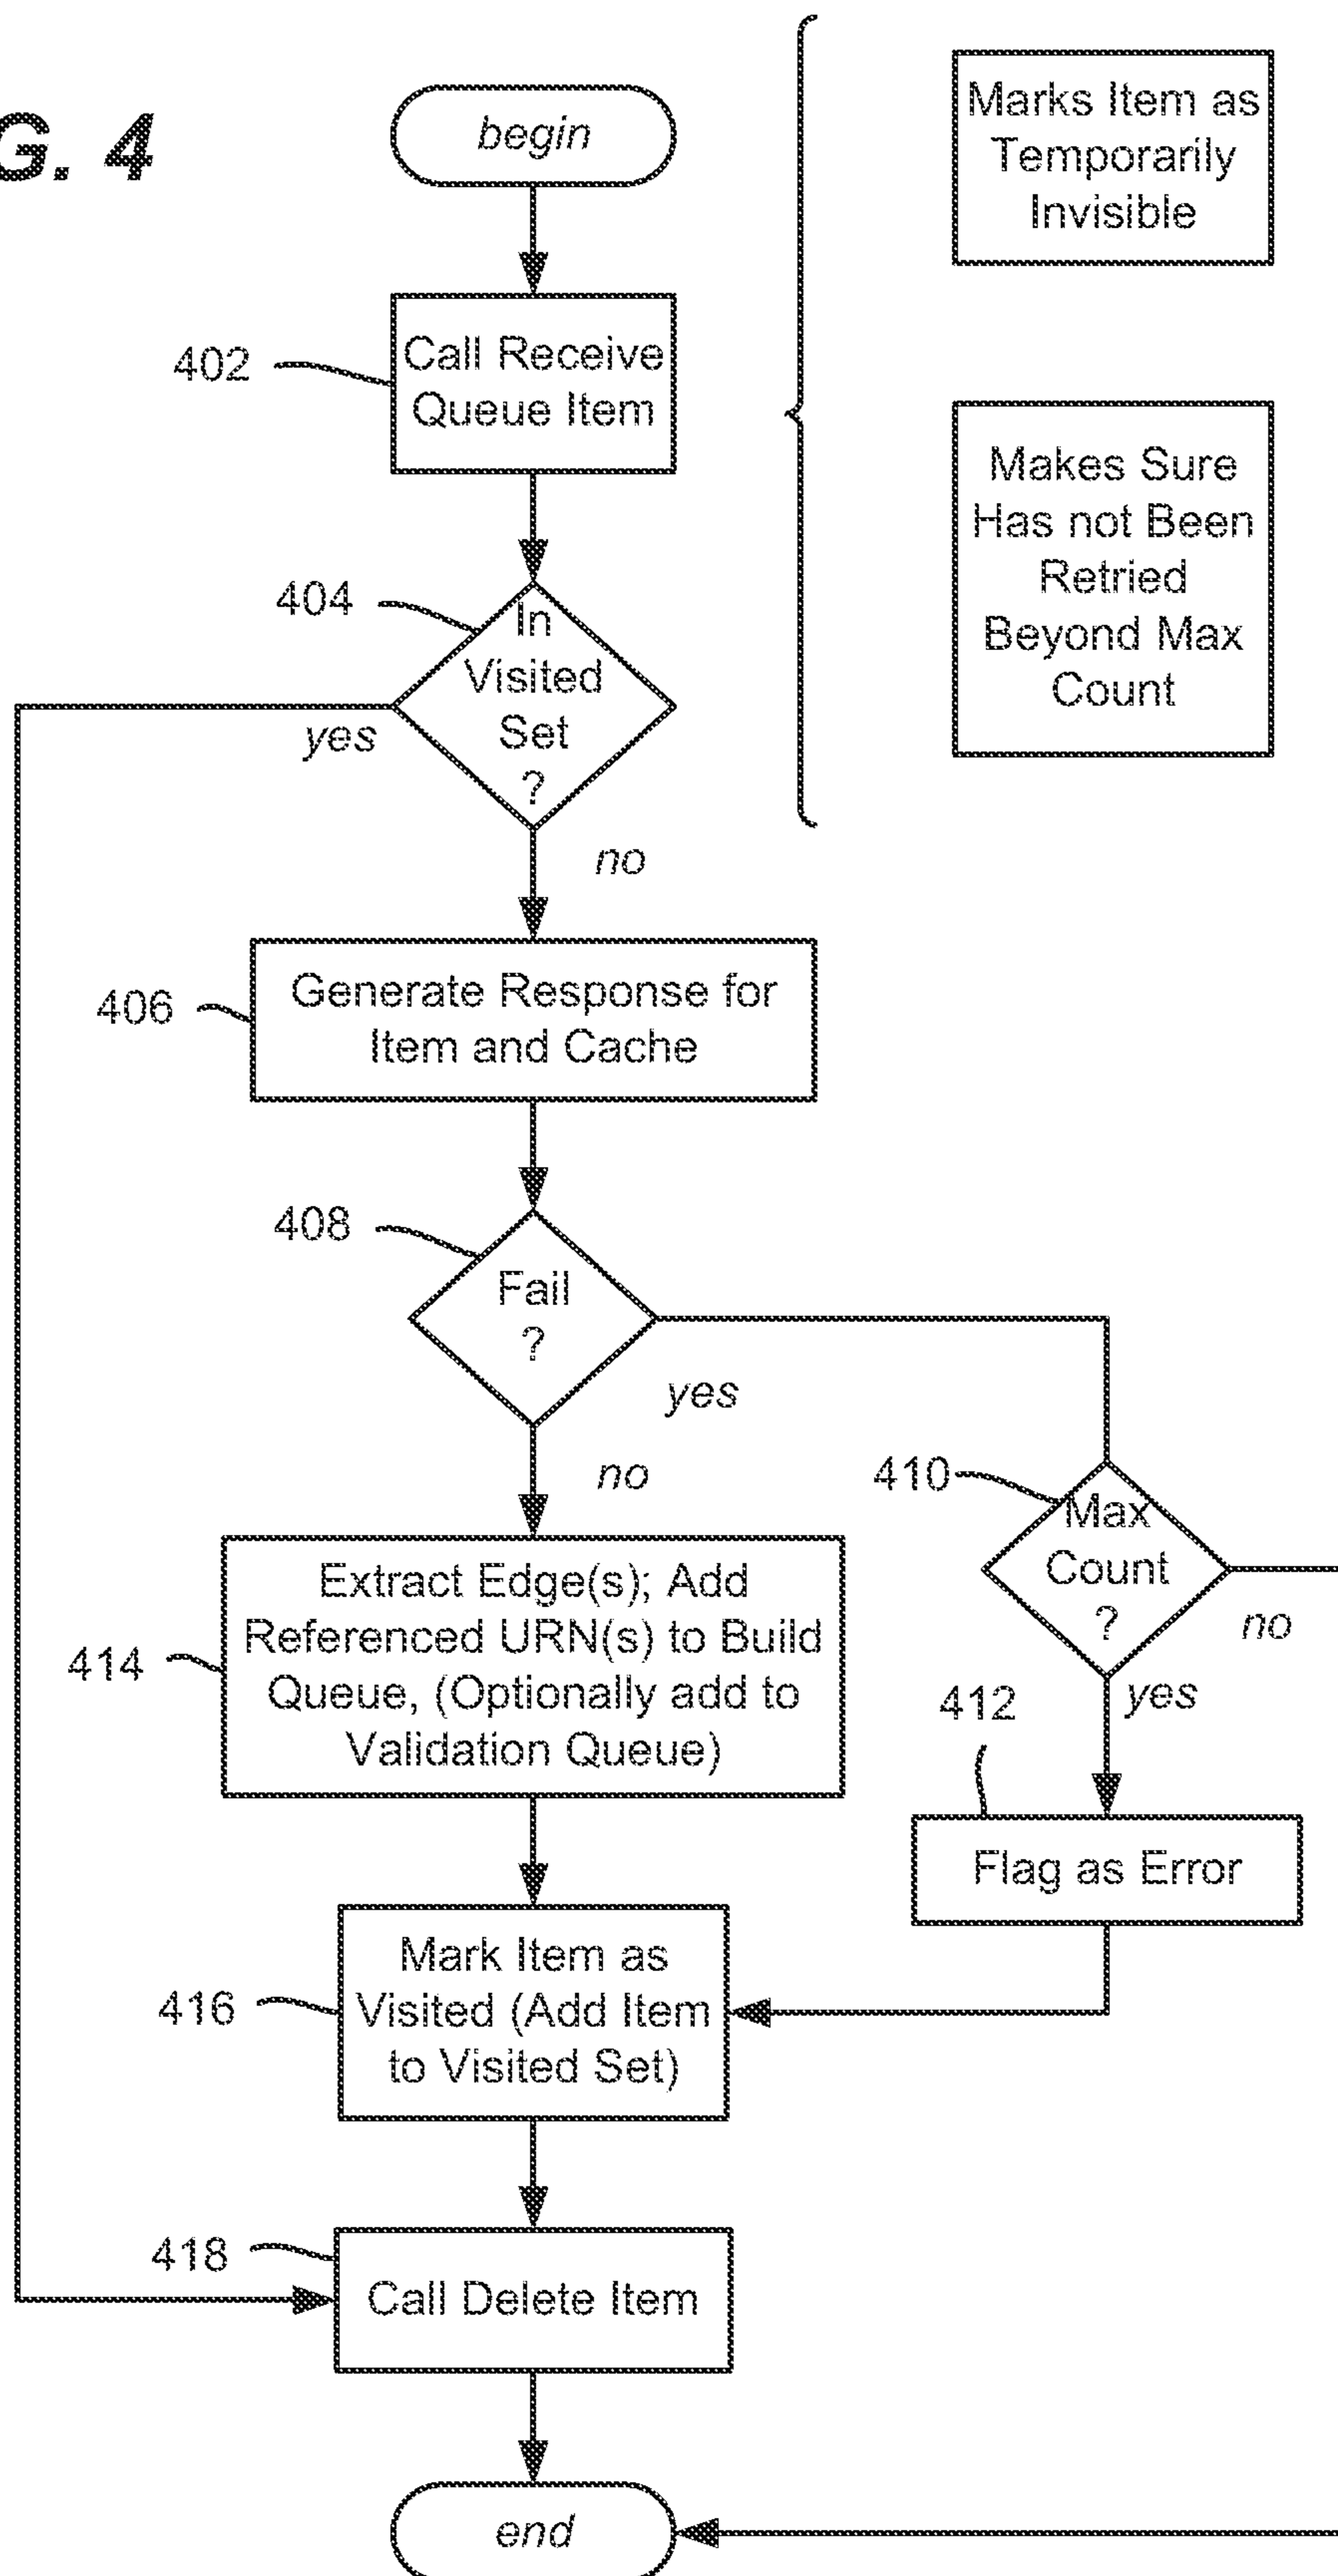 G. 4
begin
Marks Item as
Temporarily
Invisible
402
Call Receive
Queue Item
Makes Sure
Has not Been
Retried
Beyond Max
Count
404
In
Visited
Set
?
yes
no
406
Generate Response for
Item and Cache
408
Fail
?
yes
no
410
Max
Count
?
no
yes
412
Flag as Error
414
Extract Edge(s); Add
Referenced URN(s) to Build
Queue, (Optionally add to
Validation Queue)
416
Mark Item as
Visited (Add Item
to Visited Set)
418
Call Delete Item
end